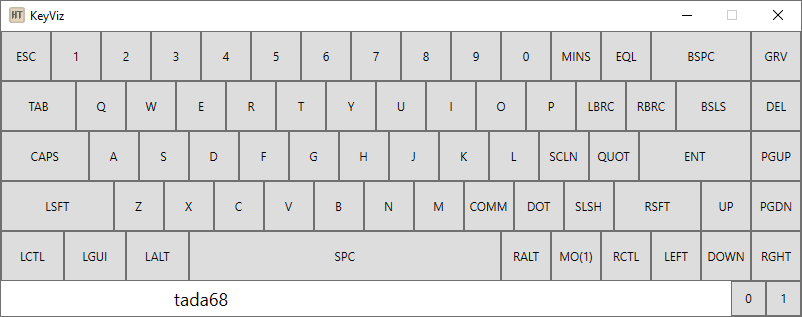 HT KeyViz
ESC 1 2 3 4 5 6 7 8 9 0 MINS EQL BSPC GRV
TAB Q W E R T Y U I O P LBRC RBRC BSLS DEL
CAPS A S D F G H J K L SCLN QUOT ENT PGUP
LSFT Z X C V B N M COMM DOT SLSH RSFT UP PGDN
LCTL LGUI LALT SPC RALT MO(1) RCTL LEFT DOWN RGHT
tada68 0 1